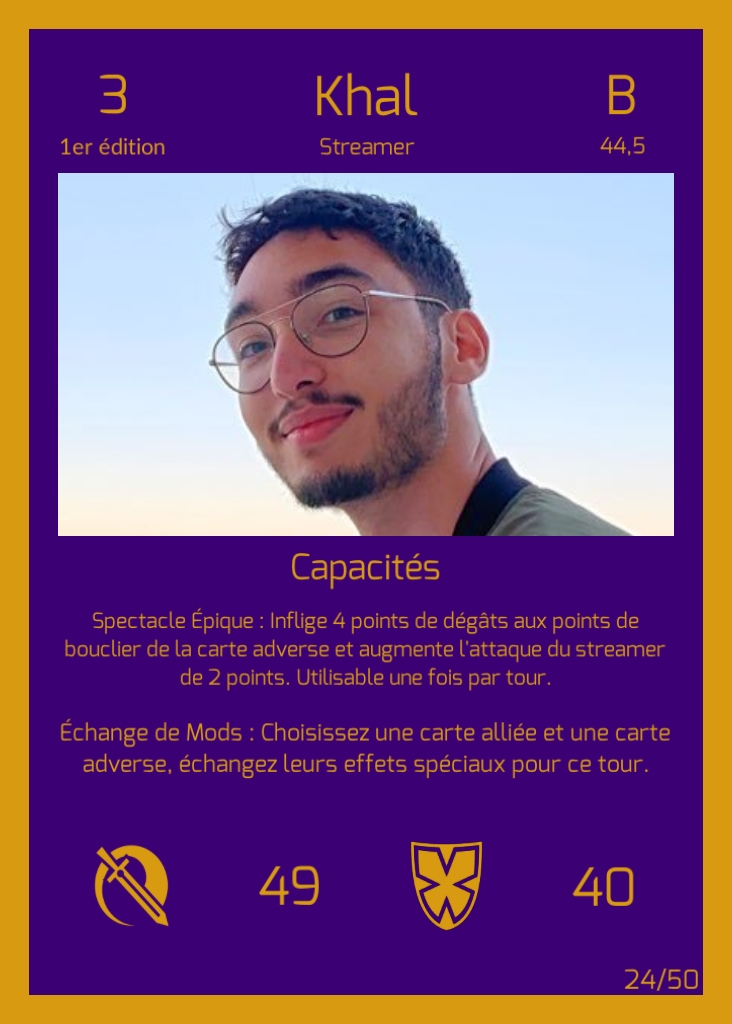 3 Khal B
1er édition Streamer 44,5
Capacités
Spectacle Épique : Inflige 4 points de dégâts aux points de
bouclier de la carte adverse et augmente l'attaque du streamer
de 2 points. Utilisable une fois par tour.
Échange de Mods : Choisissez une carte alliée et une carte
adverse, échangez leurs effets spéciaux pour ce tour.
49 40
24/50